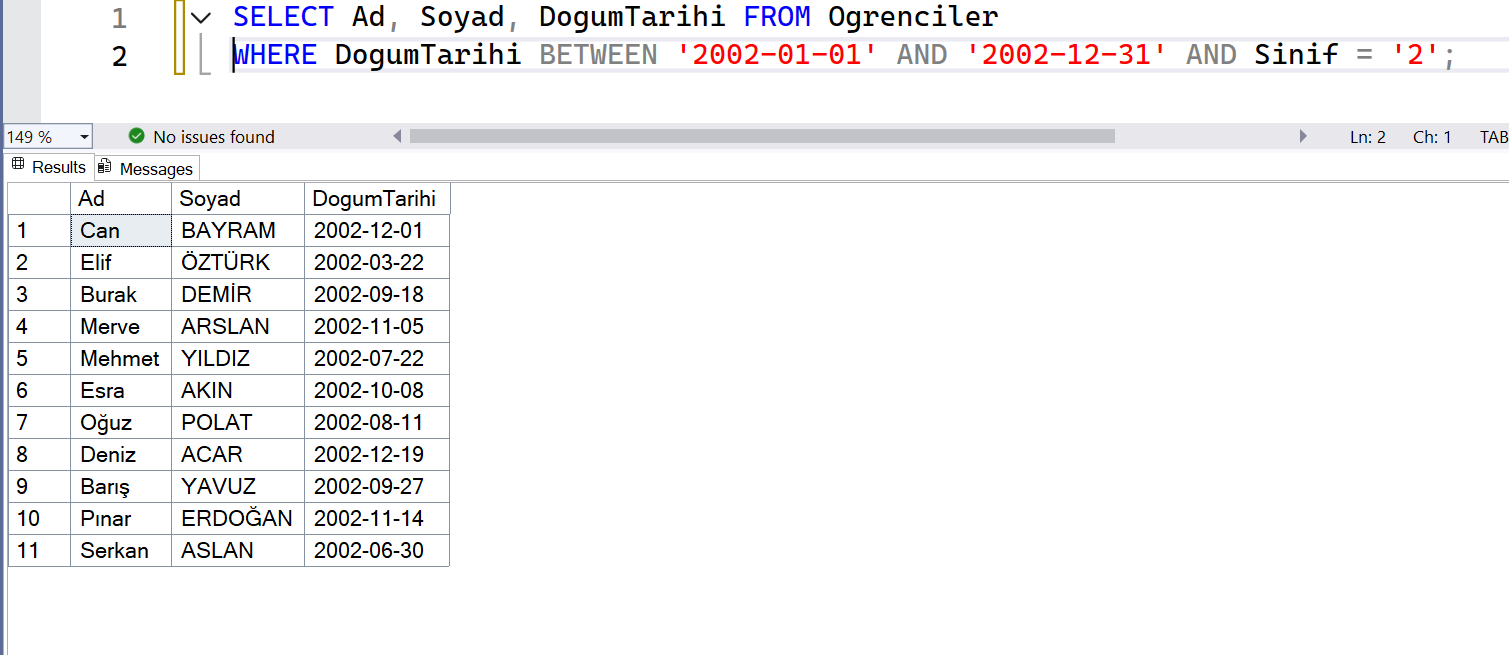 1 SELECT Ad, Soyad, DogumTarihi FROM Ogrenciler
2 WHERE DogumTarihi BETWEEN '2002-01-01' AND '2002-12-31' AND Sinif = '2';
149 % No issues found Ln: 2 Ch: 1 TAB
Results Messages
Ad Soyad DogumTarihi
1 Can BAYRAM 2002-12-01
2 Elif ÖZTÜRK 2002-03-22
3 Burak DEMİR 2002-09-18
4 Merve ARSLAN 2002-11-05
5 Mehmet YILDIZ 2002-07-22
6 Esra AKIN 2002-10-08
7 Oğuz POLAT 2002-08-11
8 Deniz ACAR 2002-12-19
9 Barış YAVUZ 2002-09-27
10 Pınar ERDOĞAN 2002-11-14
11 Serkan ASLAN 2002-06-30